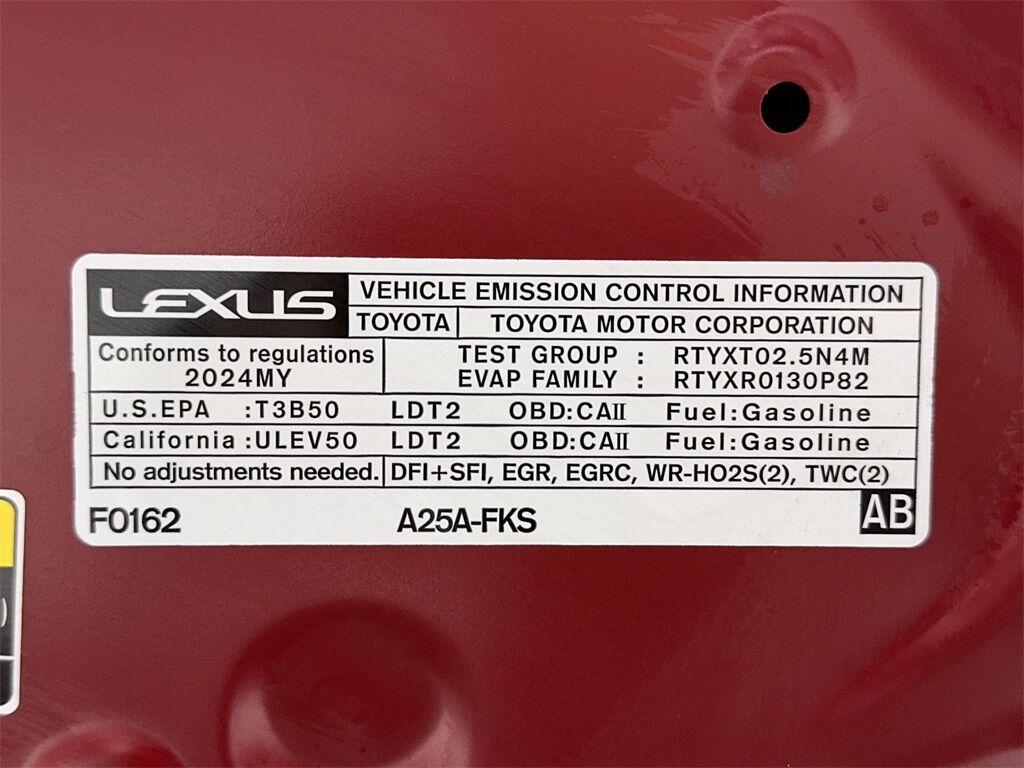 LEXUS
VEHICLE EMISSION CONTROL INFORMATION
TOYOTA TOYOTA MOTOR CORPORATION
Conforms to regulations
2024MY
TEST GROUP : RTYXT02.5N4M
EVAP FAMILY : RTYXR0130P82
U.S.EPA :T3B50 LDT2 OBD:CAII Fuel:Gasoline
California :ULEV50 LDT2 OBD:CAII Fuel:Gasoline
No adjustments needed. DFI+SFI, EGR, EGRC, WR-HO2S(2), TWC(2)
F0162 A25A-FKS AB